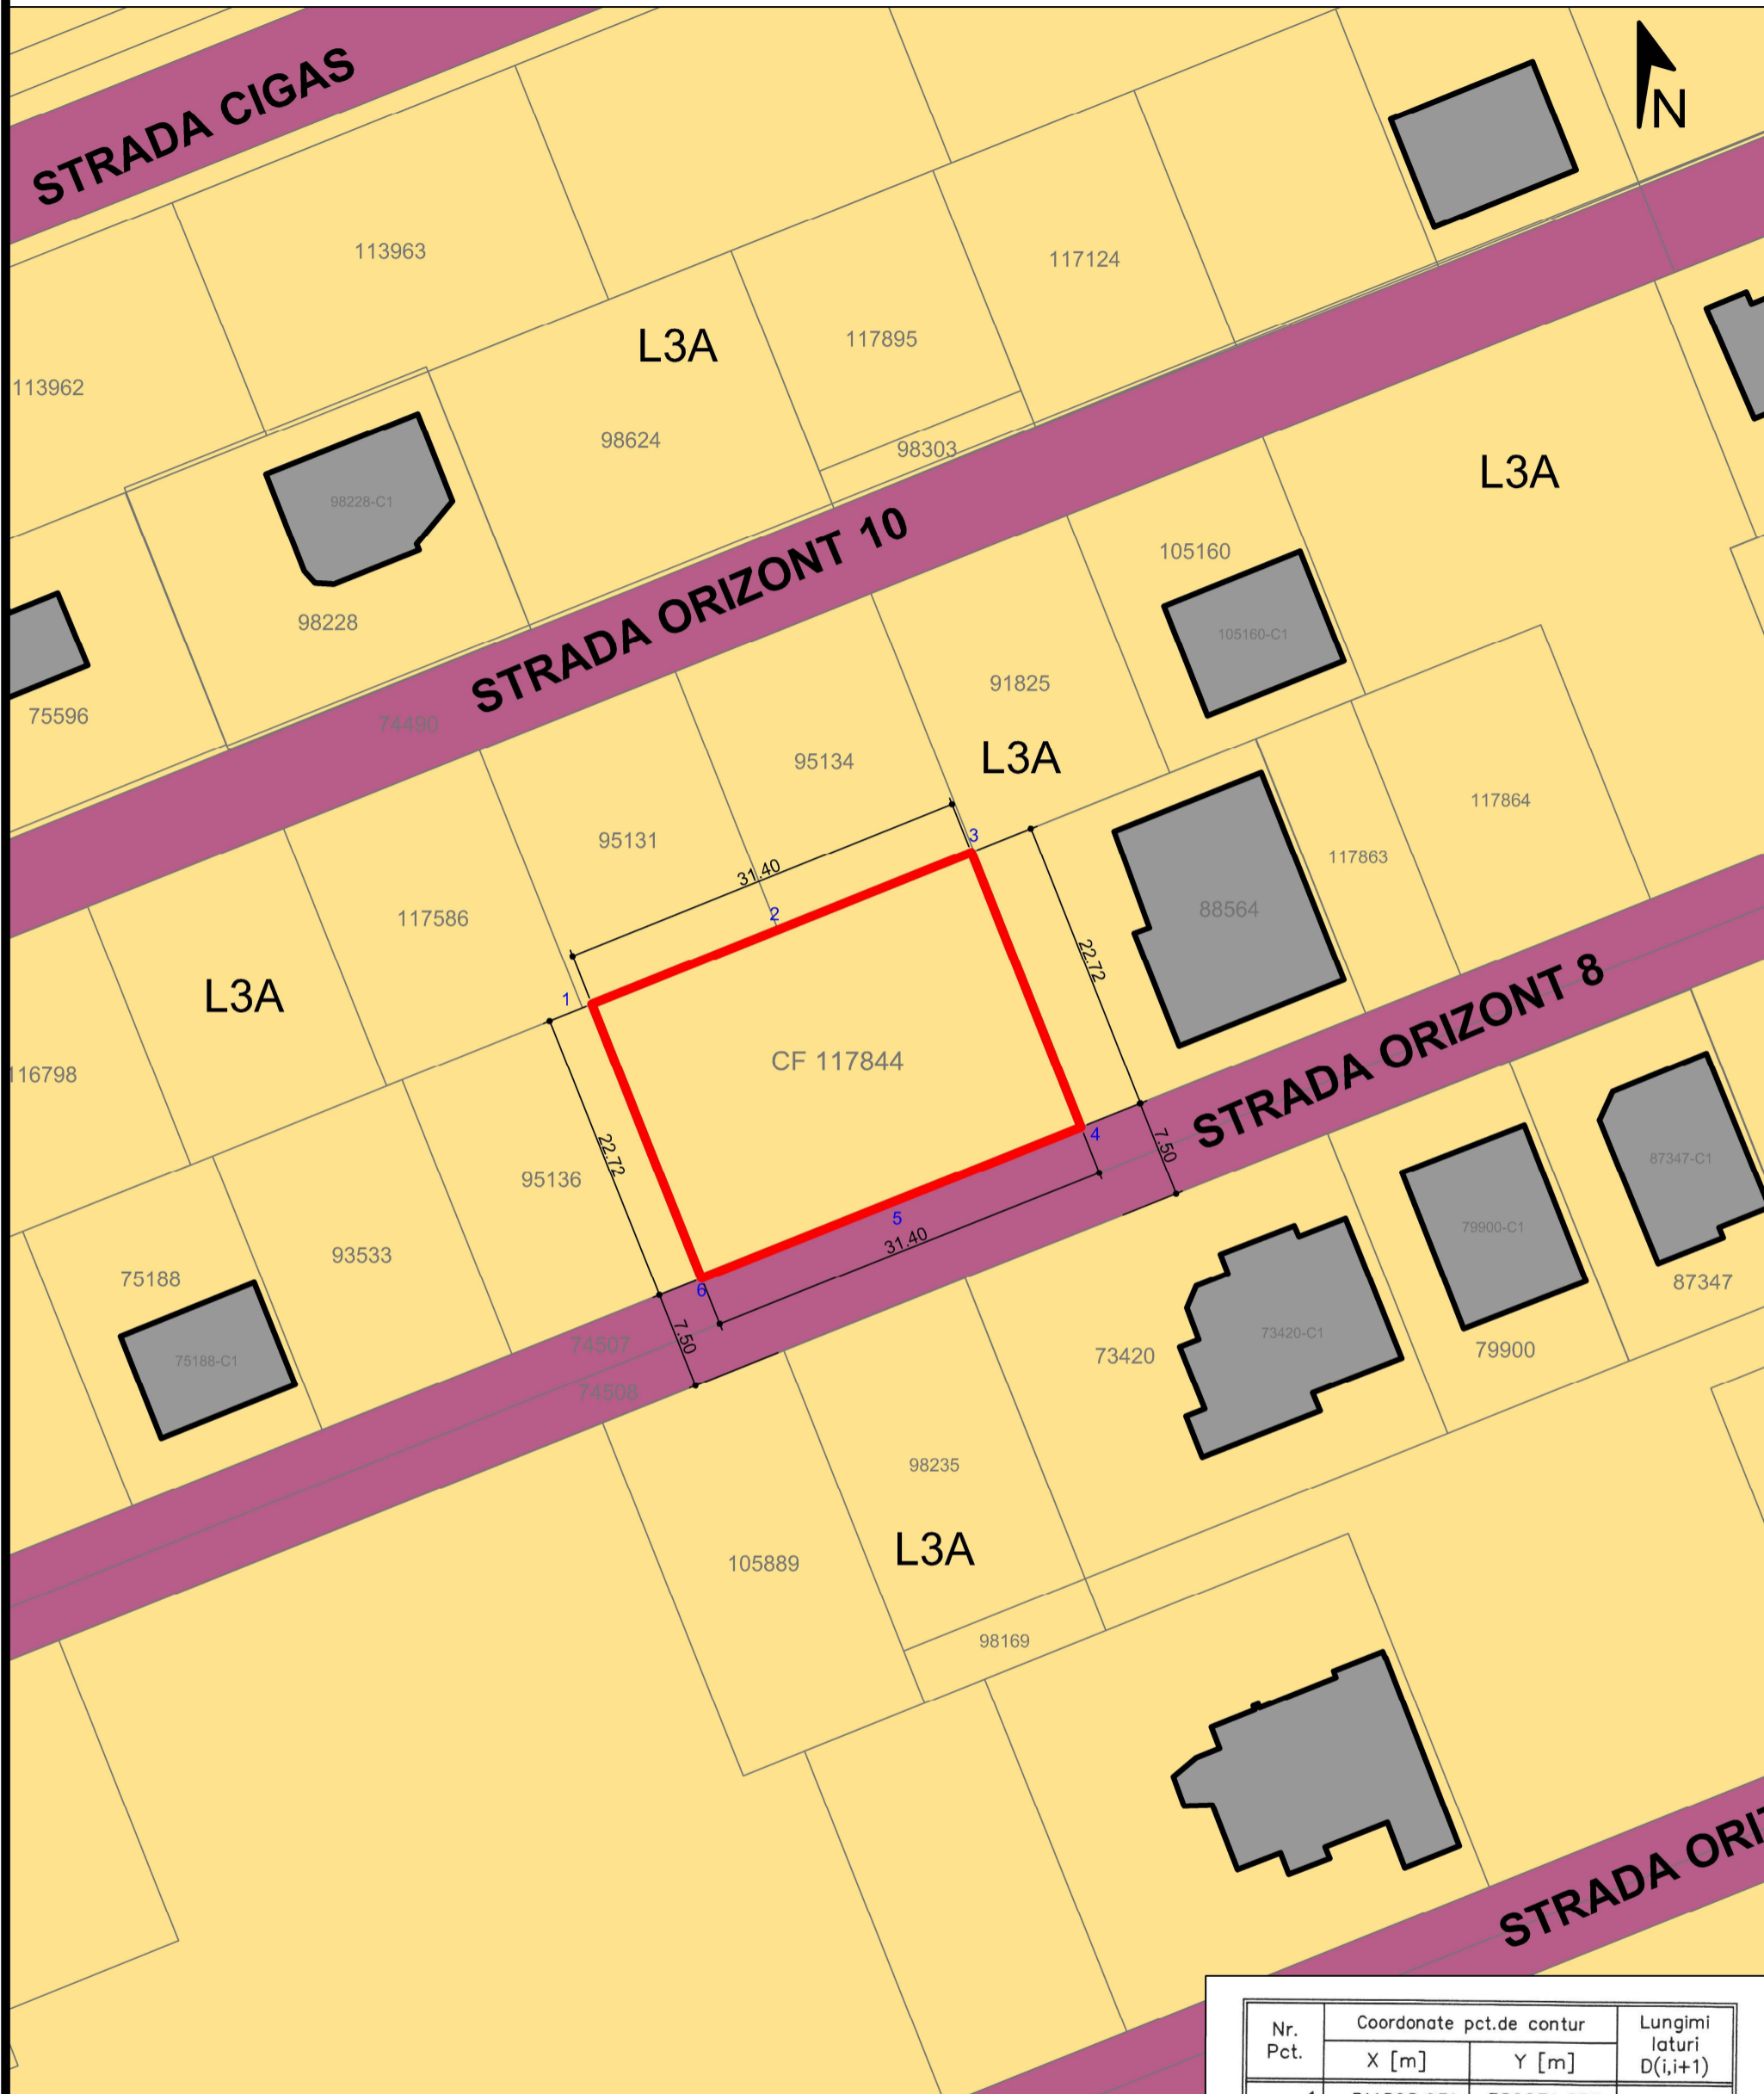 STRADA CIGAS
N
113963
117124
L3A
117895
113962
98624
98303
L3A
98228-C1
STRADA ORIZONT 10
105160
98228
105160-C1
75596
74490
91825
95134
L3A
117864
95131
3
31.40
117863
117586
2
88564
22.72
L3A
1
STRADA ORIZONT 8
CF 117844
116798
4
7.50
87347-C1
22.72
95136
5
79900-C1
31.40
93533
75188
6
87347
7.50
74507
73420-C1
75188-C1
73420
79900
74508
98235
L3A
105889
98169
STRADA ORIZ
Nr.
Pct.
Coordonate pct.de contur
X [m]
Y [m]
Lungimi
laturi
D(i,i+1)